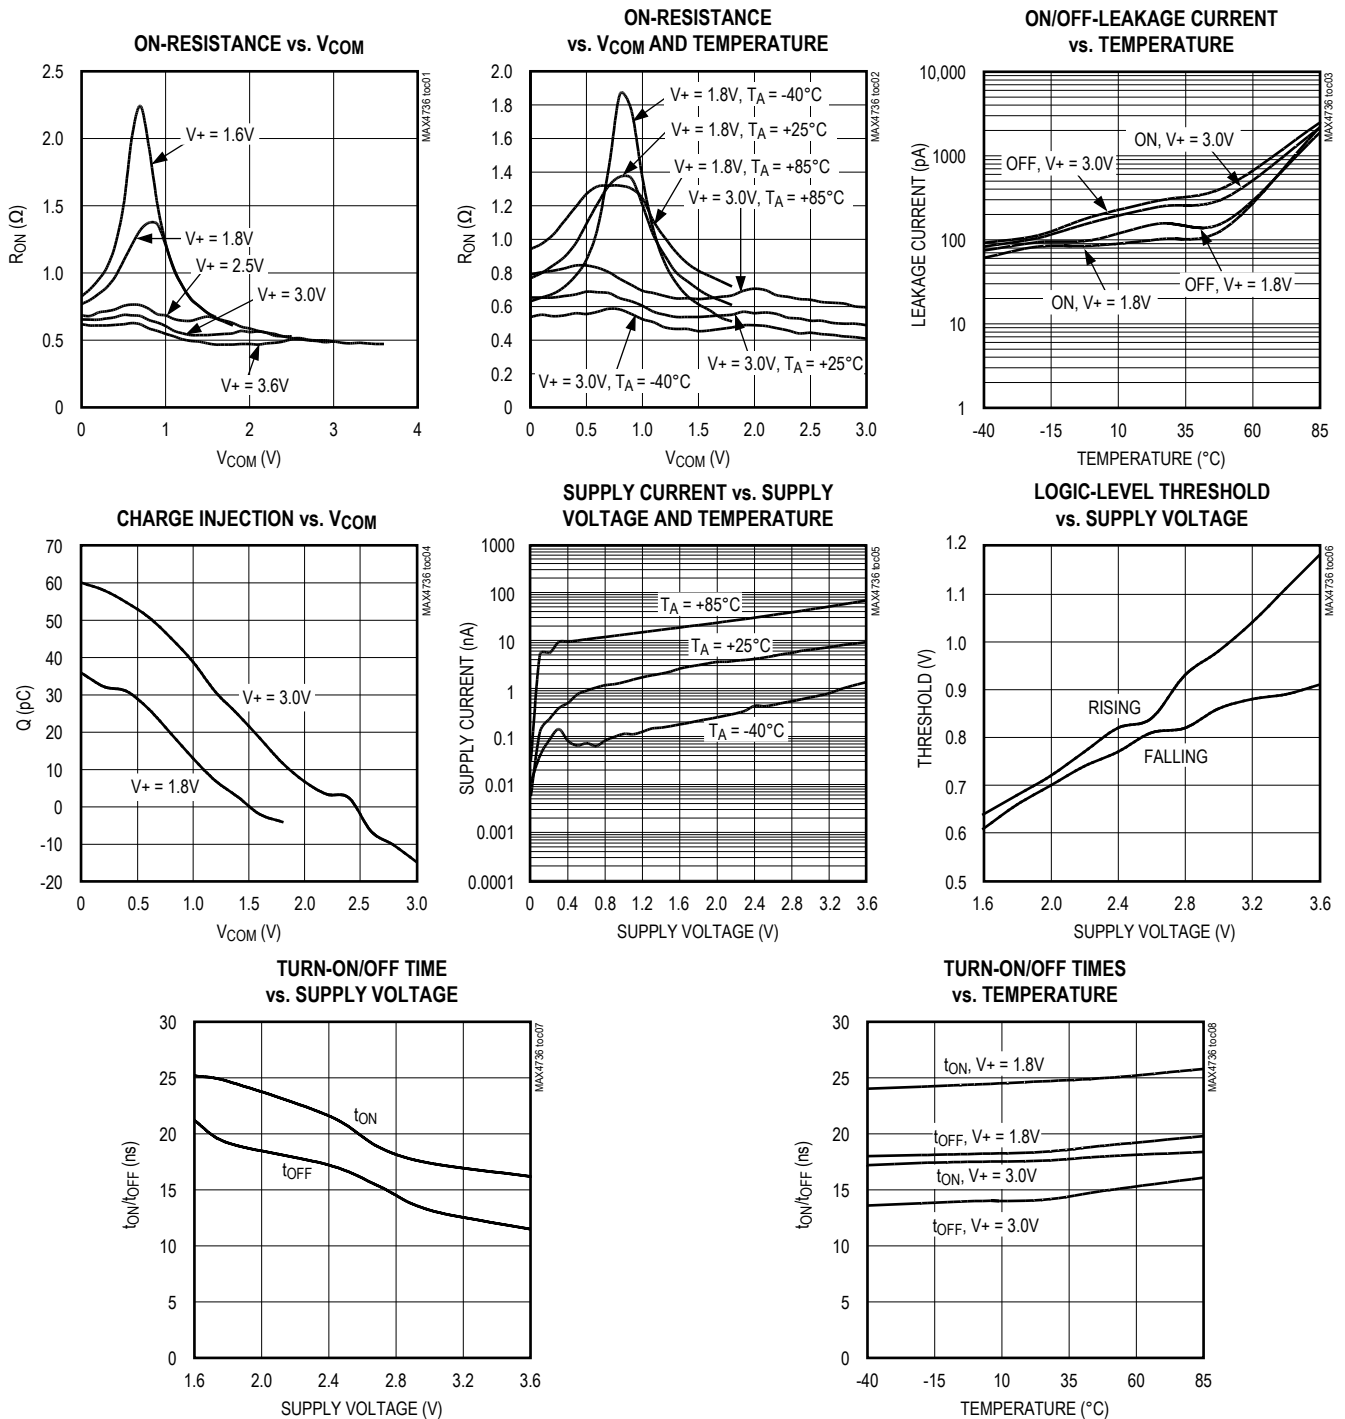 ON-RESISTANCE vs. VCOM
2.5
2.0
1.5
1.0
0.5
0
RON (Ω)
V+ = 1.6V
V+ = 1.8V
V+ = 2.5V
V+ = 3.0V
V+ = 3.6V
0 1 2 3 4
VCOM (V)
MAX4736 toc01
ON-RESISTANCE
vs. VCOM AND TEMPERATURE
2.0
1.8
1.6
1.4
1.2
1.0
0.8
0.6
0.4
0.2
0
RON (Ω)
V+ = 1.8V, TA = -40°C
V+ = 1.8V, TA = +25°C
V+ = 1.8V, TA = +85°C
V+ = 3.0V, TA = +85°C
V+ = 3.0V, TA = +25°C
V+ = 3.0V, TA = -40°C
0 0.5 1.0 1.5 2.0 2.5 3.0
VCOM (V)
MAX4736 toc02
ON/OFF-LEAKAGE CURRENT
vs. TEMPERATURE
10,000
1000
100
10
1
LEAKAGE CURRENT (pA)
ON, V+ = 3.0V
OFF, V+ = 3.0V
OFF, V+ = 1.8V
ON, V+ = 1.8V
-40 -15 10 35 60 85
TEMPERATURE (°C)
MAX4736 toc03
CHARGE INJECTION vs. VCOM
70
60
50
40
30
20
10
0
-10
-20
Q (pC)
V+ = 3.0V
V+ = 1.8V
0 0.5 1.0 1.5 2.0 2.5 3.0
VCOM (V)
MAX4736 toc04
SUPPLY CURRENT vs. SUPPLY
VOLTAGE AND TEMPERATURE
1000
100
10
1
0.1
0.01
0.001
0.0001
SUPPLY CURRENT (nA)
TA = +85°C
TA = +25°C
TA = -40°C
0 0.4 0.8 1.2 1.6 2.0 2.4 2.8 3.2 3.6
SUPPLY VOLTAGE (V)
MAX4736 toc05
LOGIC-LEVEL THRESHOLD
vs. SUPPLY VOLTAGE
1.2
1.1
1.0
0.9
0.8
0.7
0.6
0.5
THRESHOLD (V)
RISING
FALLING
1.6 2.0 2.4 2.8 3.2 3.6
SUPPLY VOLTAGE (V)
MAX4736 toc06
TURN-ON/OFF TIME
vs. SUPPLY VOLTAGE
30
25
20
15
10
5
0
tON/tOFF (ns)
tON
tOFF
1.6 2.0 2.4 2.8 3.2 3.6
SUPPLY VOLTAGE (V)
MAX4736 toc07
TURN-ON/OFF TIMES
vs. TEMPERATURE
30
25
20
15
10
5
0
tON/tOFF (ns)
tON, V+ = 1.8V
tOFF, V+ = 1.8V
tON, V+ = 3.0V
tOFF, V+ = 3.0V
-40 -15 10 35 60 85
TEMPERATURE (°C)
MAX4736 toc08